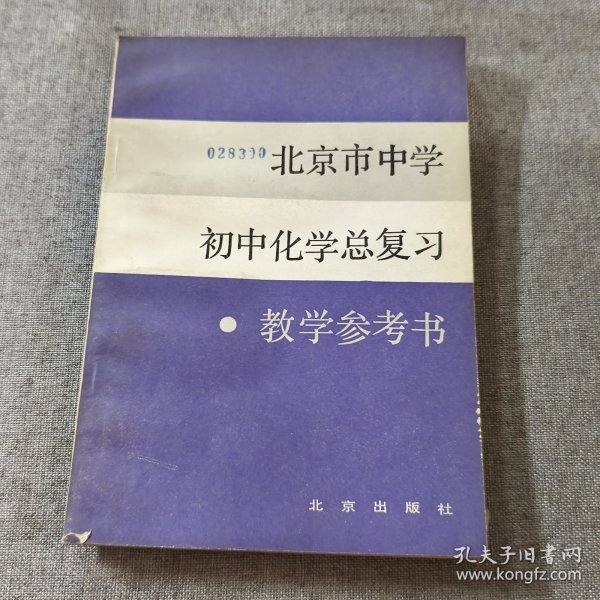 028300 北京市中学
初中化学总复习
● 教学参考书
北京出版社
孔夫子旧书网
www.kongfz.com